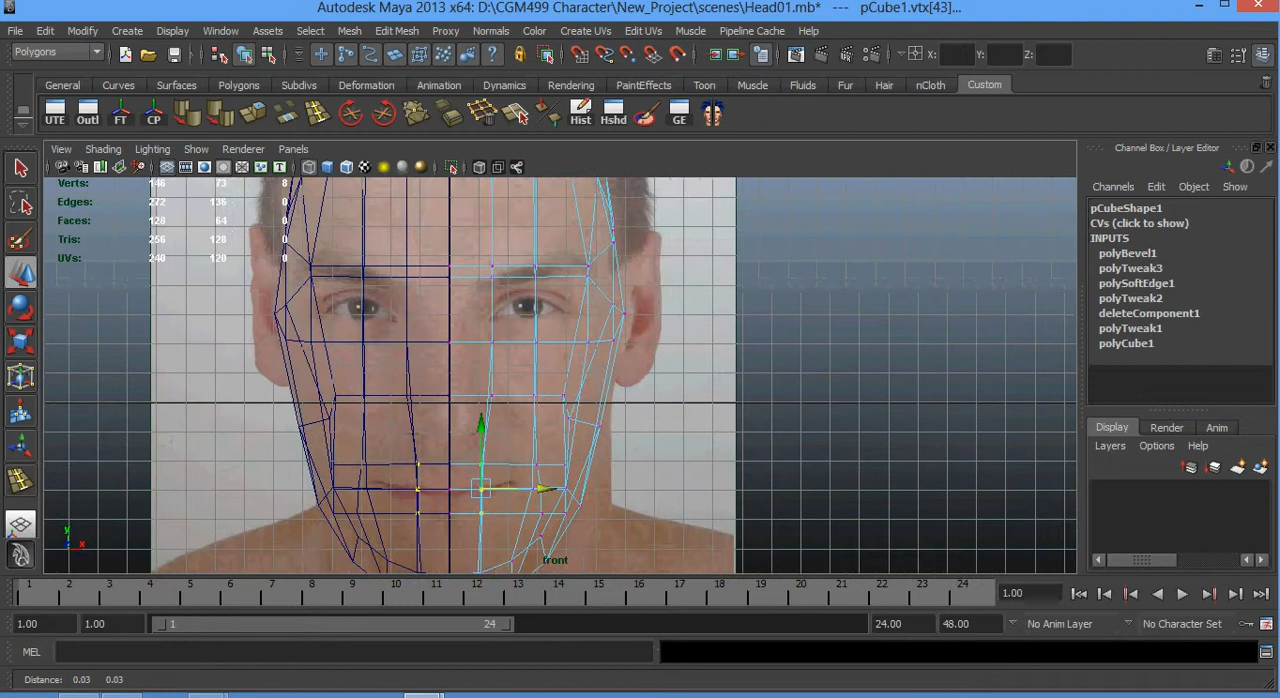 Autodesk Maya 2013 x64: D:\CGM499 Character\New_Project\scenes\Head01.mb* --- pCube1.vtx[43]...
File Edit Modify Create Display Window Assets Select Mesh Edit Mesh Proxy Normals Color Create UVs Edit UVs Muscle Pipeline Cache Help
Polygons
X: Y: Z:
General Curves Surfaces Polygons Subdivs Deformation Animation Dynamics Rendering PaintEffects Toon Muscle Fluids Fur Hair nCloth Custom
UTE Outl FT CP Hist Hshd GE
View Shading Lighting Show Renderer Panels
Channel Box / Layer Editor
Channels Edit Object Show
Verts: 146 73 8
Edges: 272 136 0
Faces: 128 64 0
Tris: 256 128 0
UVs: 240 120 0
pCubeShape1
CVs (click to show)
INPUTS
polyBevel1
polyTweak3
polySoftEdge1
polyTweak2
deleteComponent1
polyTweak1
polyCube1
Display Render Anim
Layers Options Help
y
x
front
1 2 3 4 5 6 7 8 9 10 11 12 13 14 15 16 17 18 19 20 21 22 23 24
1.00
1.00 1.00 1 24 24.00 48.00 No Anim Layer No Character Set
MEL
Distance: 0.03 0.03